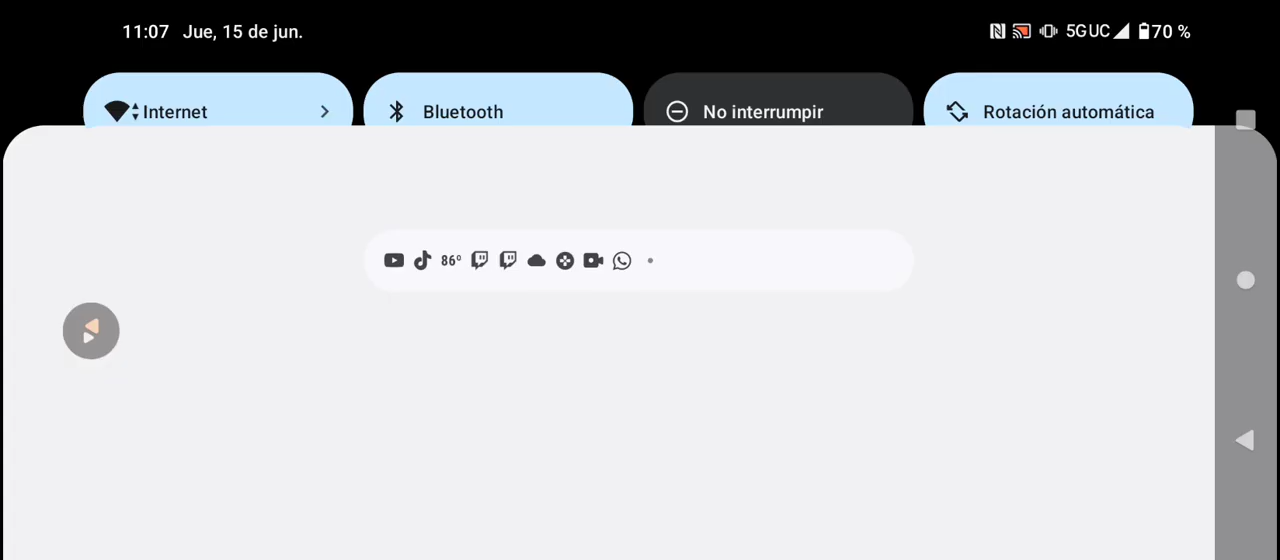 11:07 Jue, 15 de jun. 5GUC 70 %
Internet Bluetooth No interrumpir Rotación automática
86°